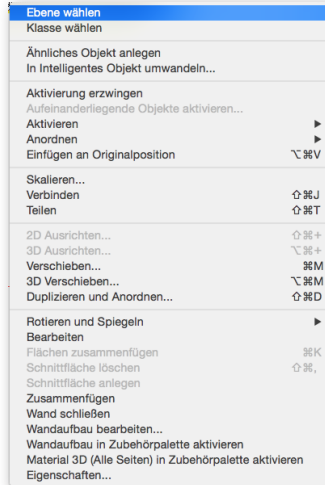 Ebene wählen
Klasse wählen
Ähnliches Objekt anlegen
In Intelligentes Objekt umwandeln...
Aktivierung erzwingen
Aufeinanderliegende Objekte aktivieren...
Aktivieren ▶
Anordnen ▶
Einfügen an Originalposition ⌥⌘V
Skalieren...
Verbinden ⇧⌘J
Teilen ⇧⌘T
2D Ausrichten... ⇧⌘+
3D Ausrichten... ⌥⌘+
Verschieben... ⌘M
3D Verschieben... ⌥⌘M
Duplizieren und Anordnen... ⇧⌘D
Rotieren und Spiegeln ▶
Bearbeiten
Flächen zusammenfügen ⌘K
Schnittfläche löschen ⇧⌘,
Schnittfläche anlegen
Zusammenfügen
Wand schließen
Wandaufbau bearbeiten...
Wandaufbau in Zubehörpalette aktivieren
Material 3D (Alle Seiten) in Zubehörpalette aktivieren
Eigenschaften...